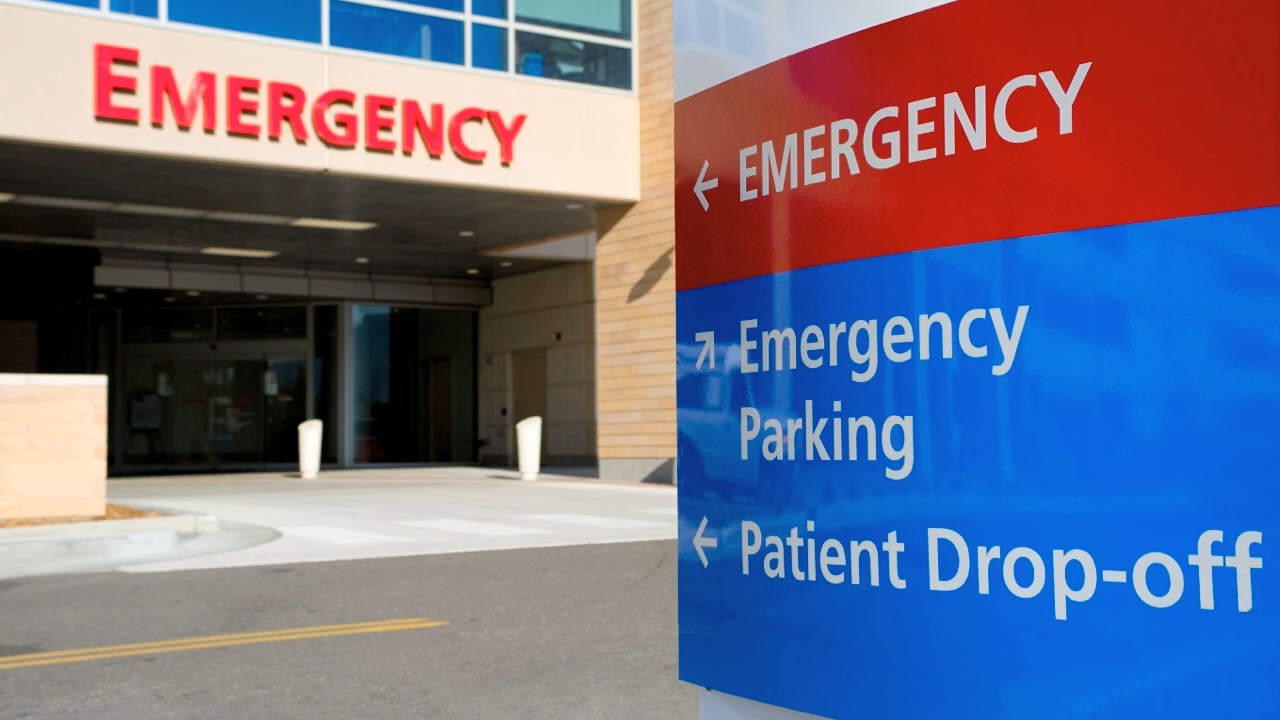 EMERGENCY
← EMERGENCY
↗ Emergency
Parking
← Patient Drop-off